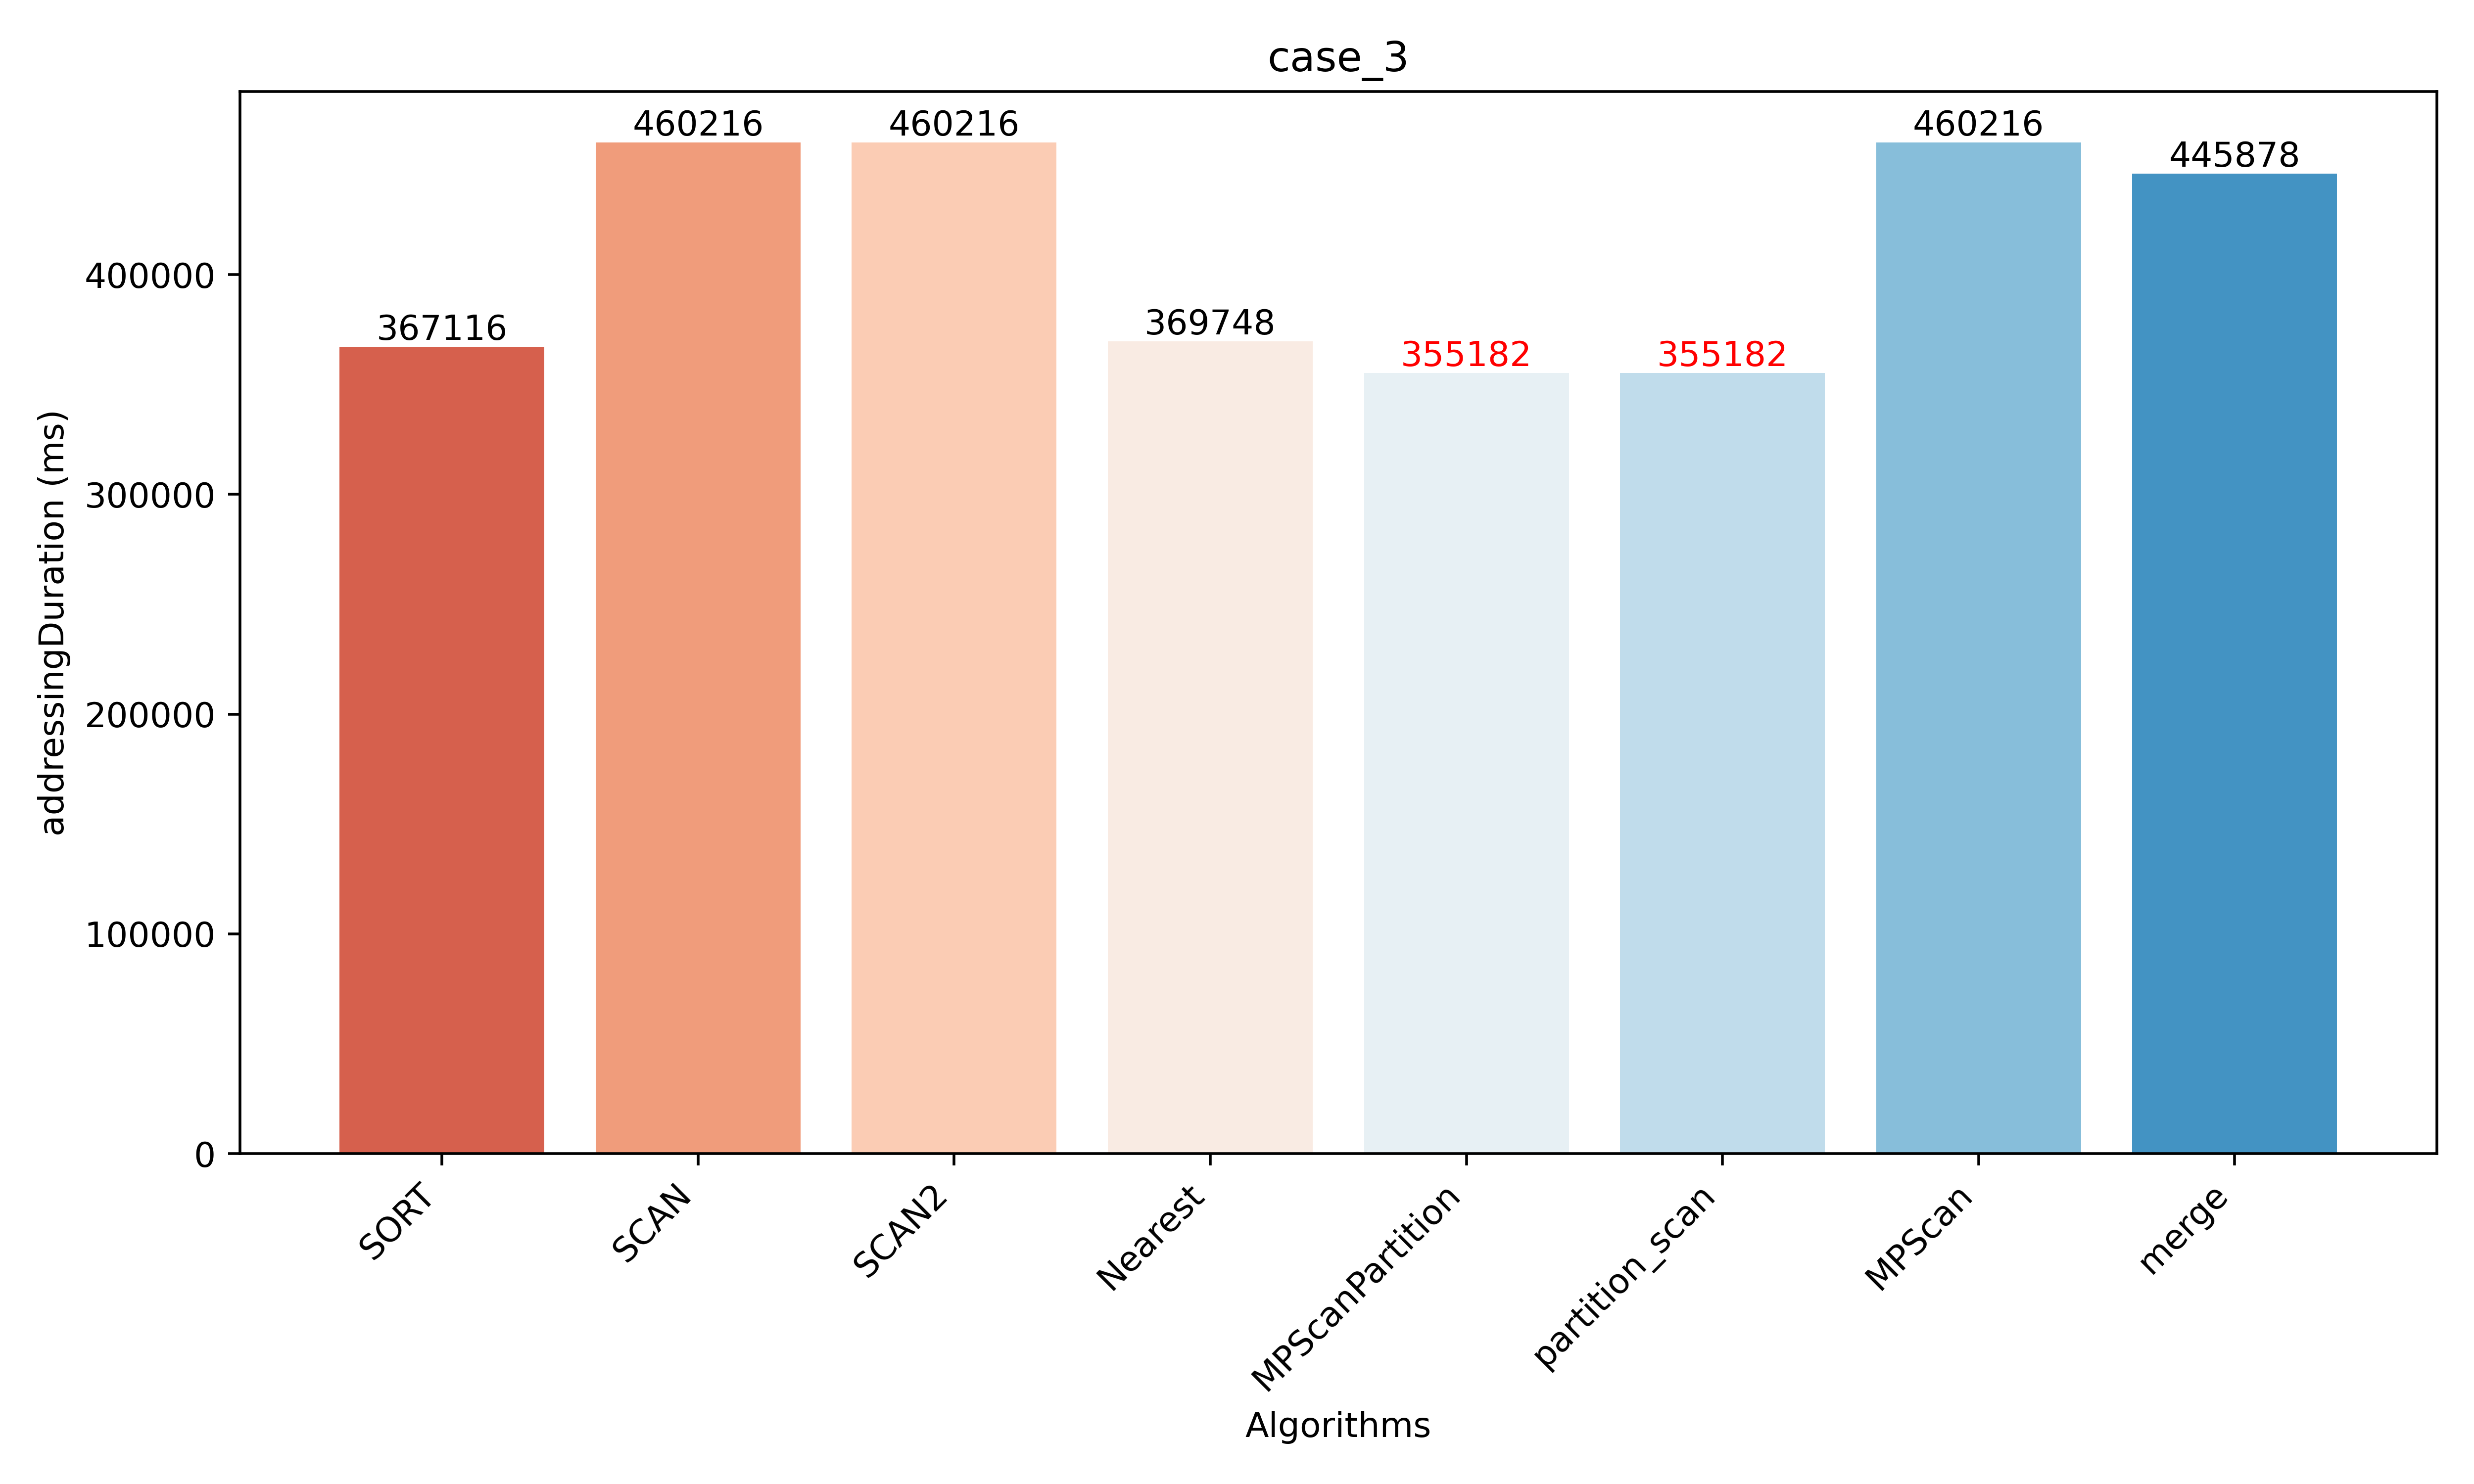 case_3
460216
460216
460216
445878
367116
369748
355182
355182
addressingDuration (ms)
400000
300000
200000
100000
0
SORT
SCAN
SCAN2
Nearest
MPScanPartition
partition_scan
MPScan
merge
Algorithms